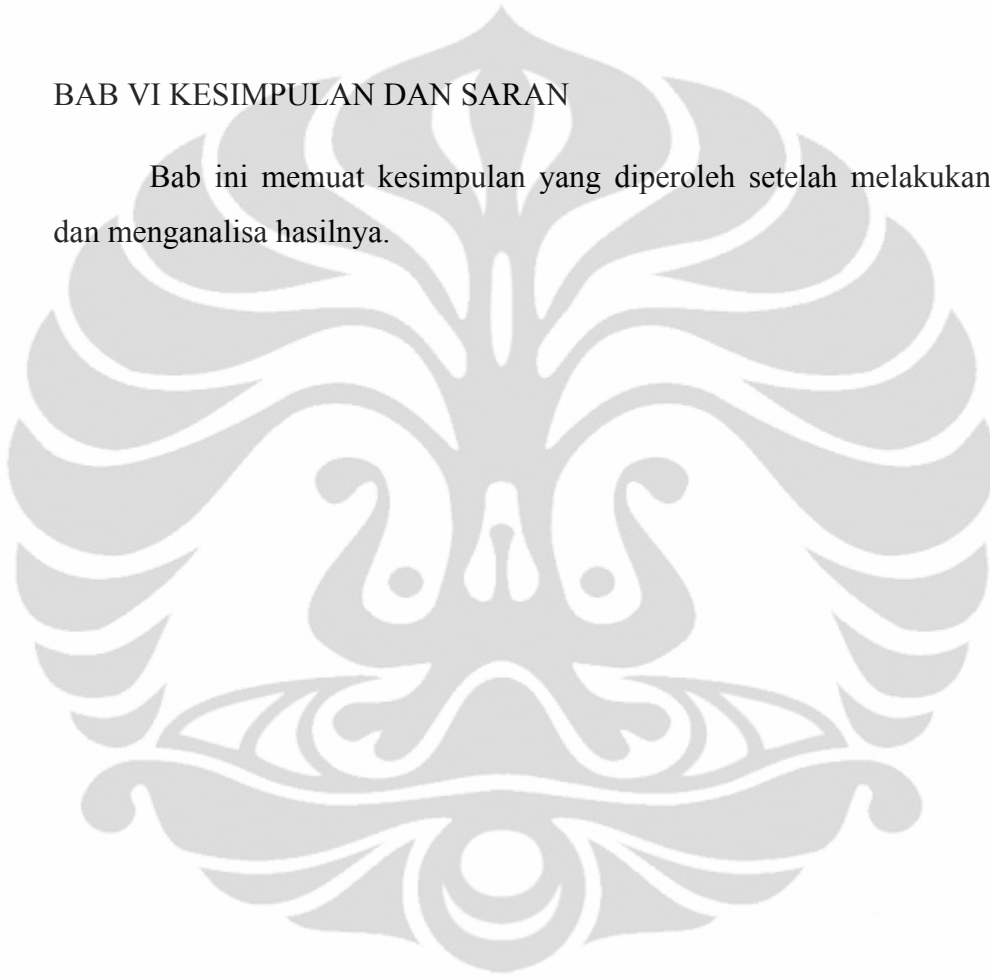 BAB VI KESIMPULAN DAN SARAN
Bab ini memuat kesimpulan yang diperoleh setelah melakukan
dan menganalisa hasilnya.